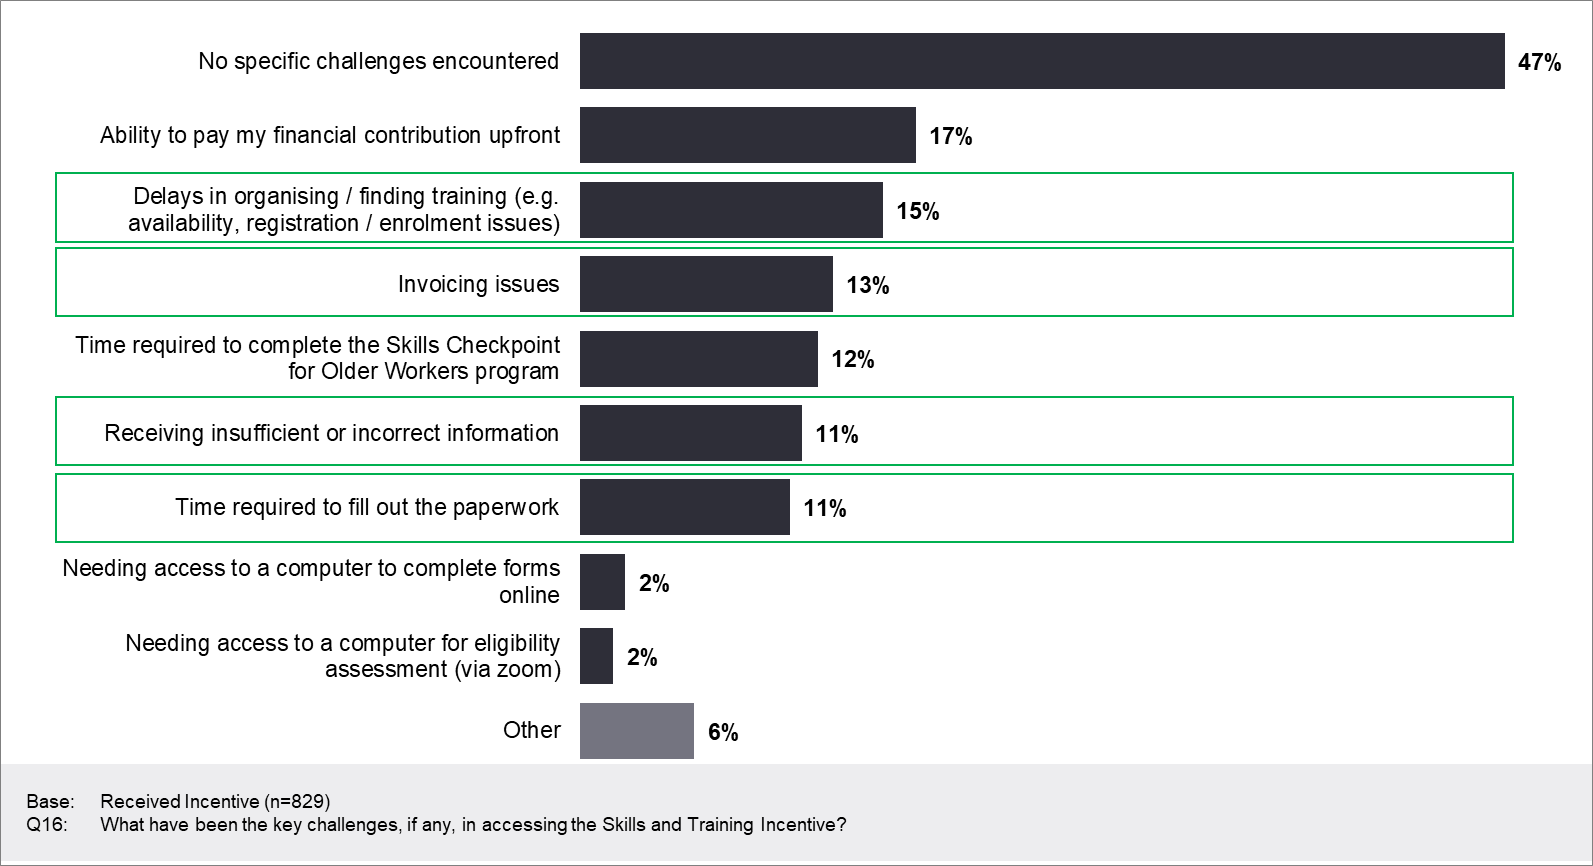 No specific challenges encountered
47%
Ability to pay my financial contribution upfront
17%
Delays in organising / finding training (e.g.
availability, registration / enrolment issues)
15%
Invoicing issues
13%
Time required to complete the Skills Checkpoint
for Older Workers program
12%
Receiving insufficient or incorrect information
11%
Time required to fill out the paperwork
11%
Needing access to a computer to complete forms
online
2%
Needing access to a computer for eligibility
assessment (via zoom)
2%
Other
6%
Base: Received Incentive (n=829)
Q16: What have been the key challenges, if any, in accessing the Skills and Training Incentive?